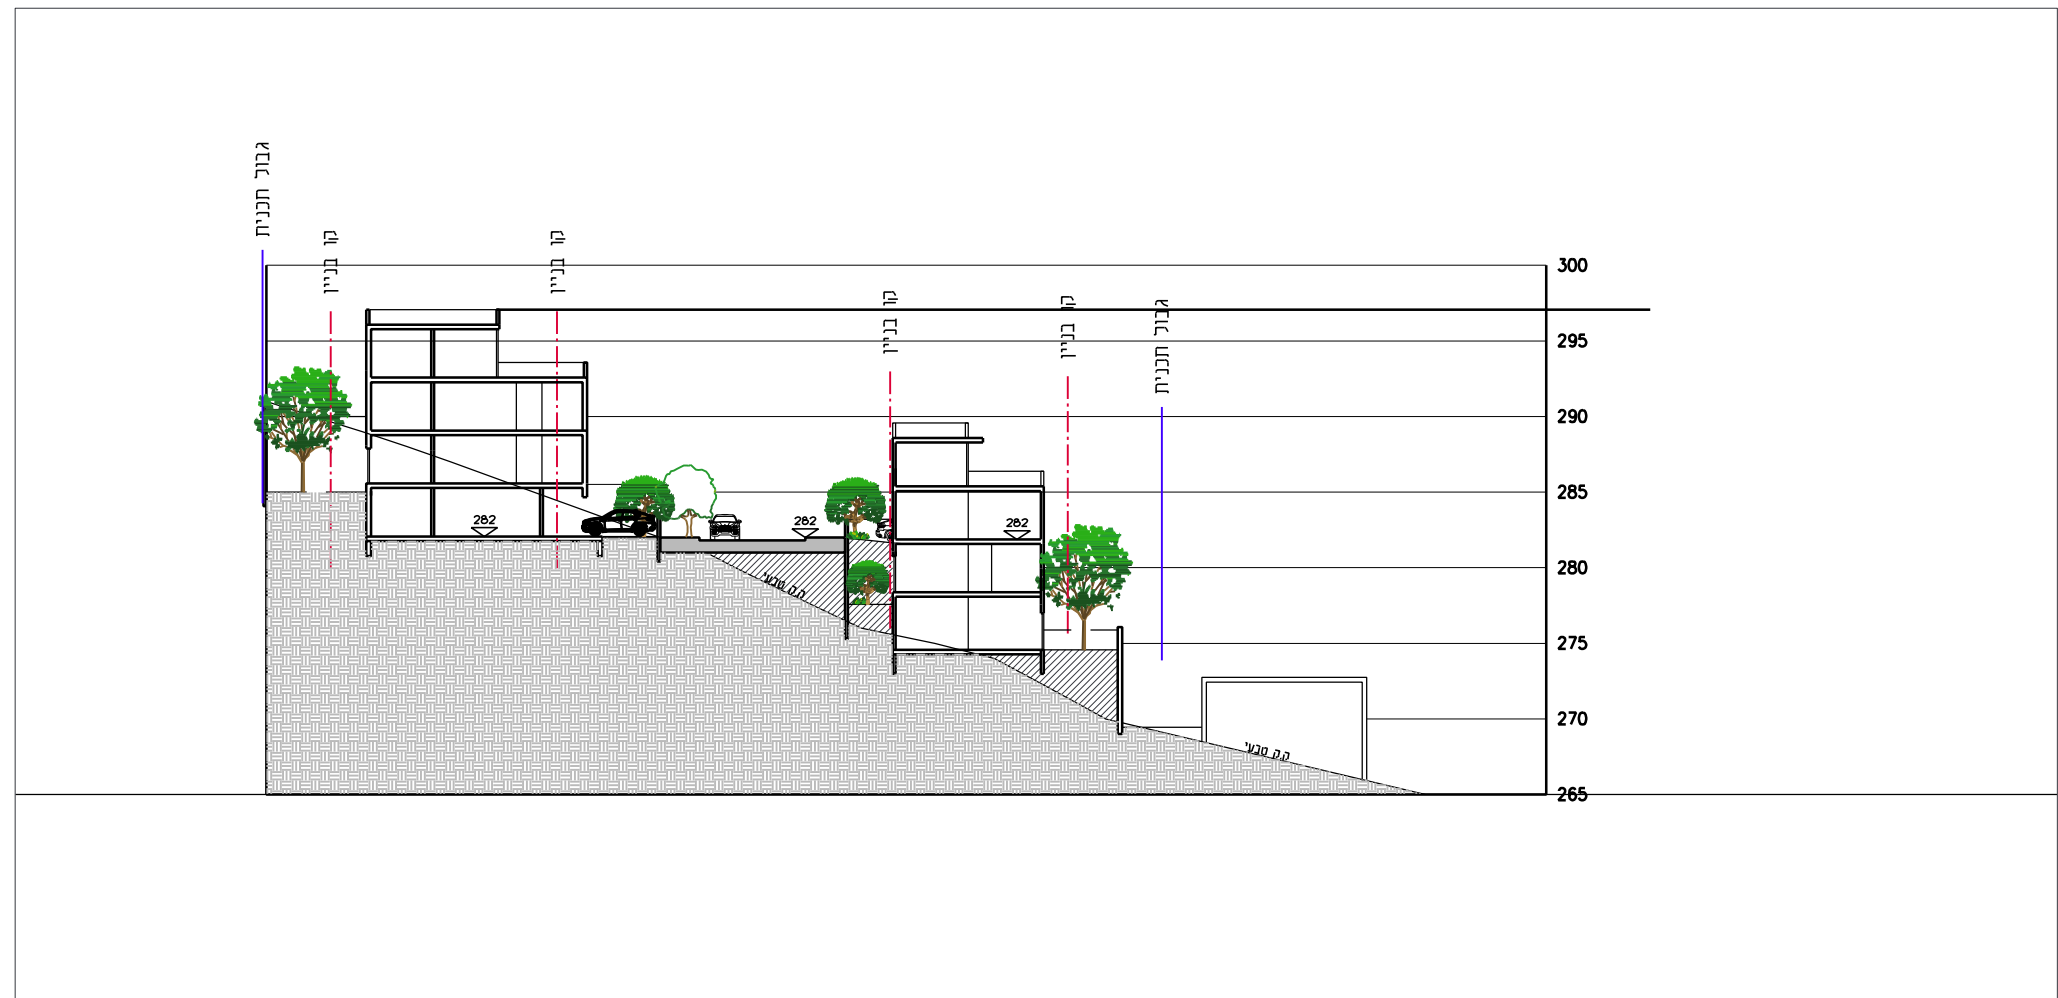 גבול תכנית
קו בניין
קו בניין
קו בניין
קו בניין
גבול תכנית
300
295
290
285
280
275
270
265
282
282
282
ק.ק טבעי
ק.ק טבעי